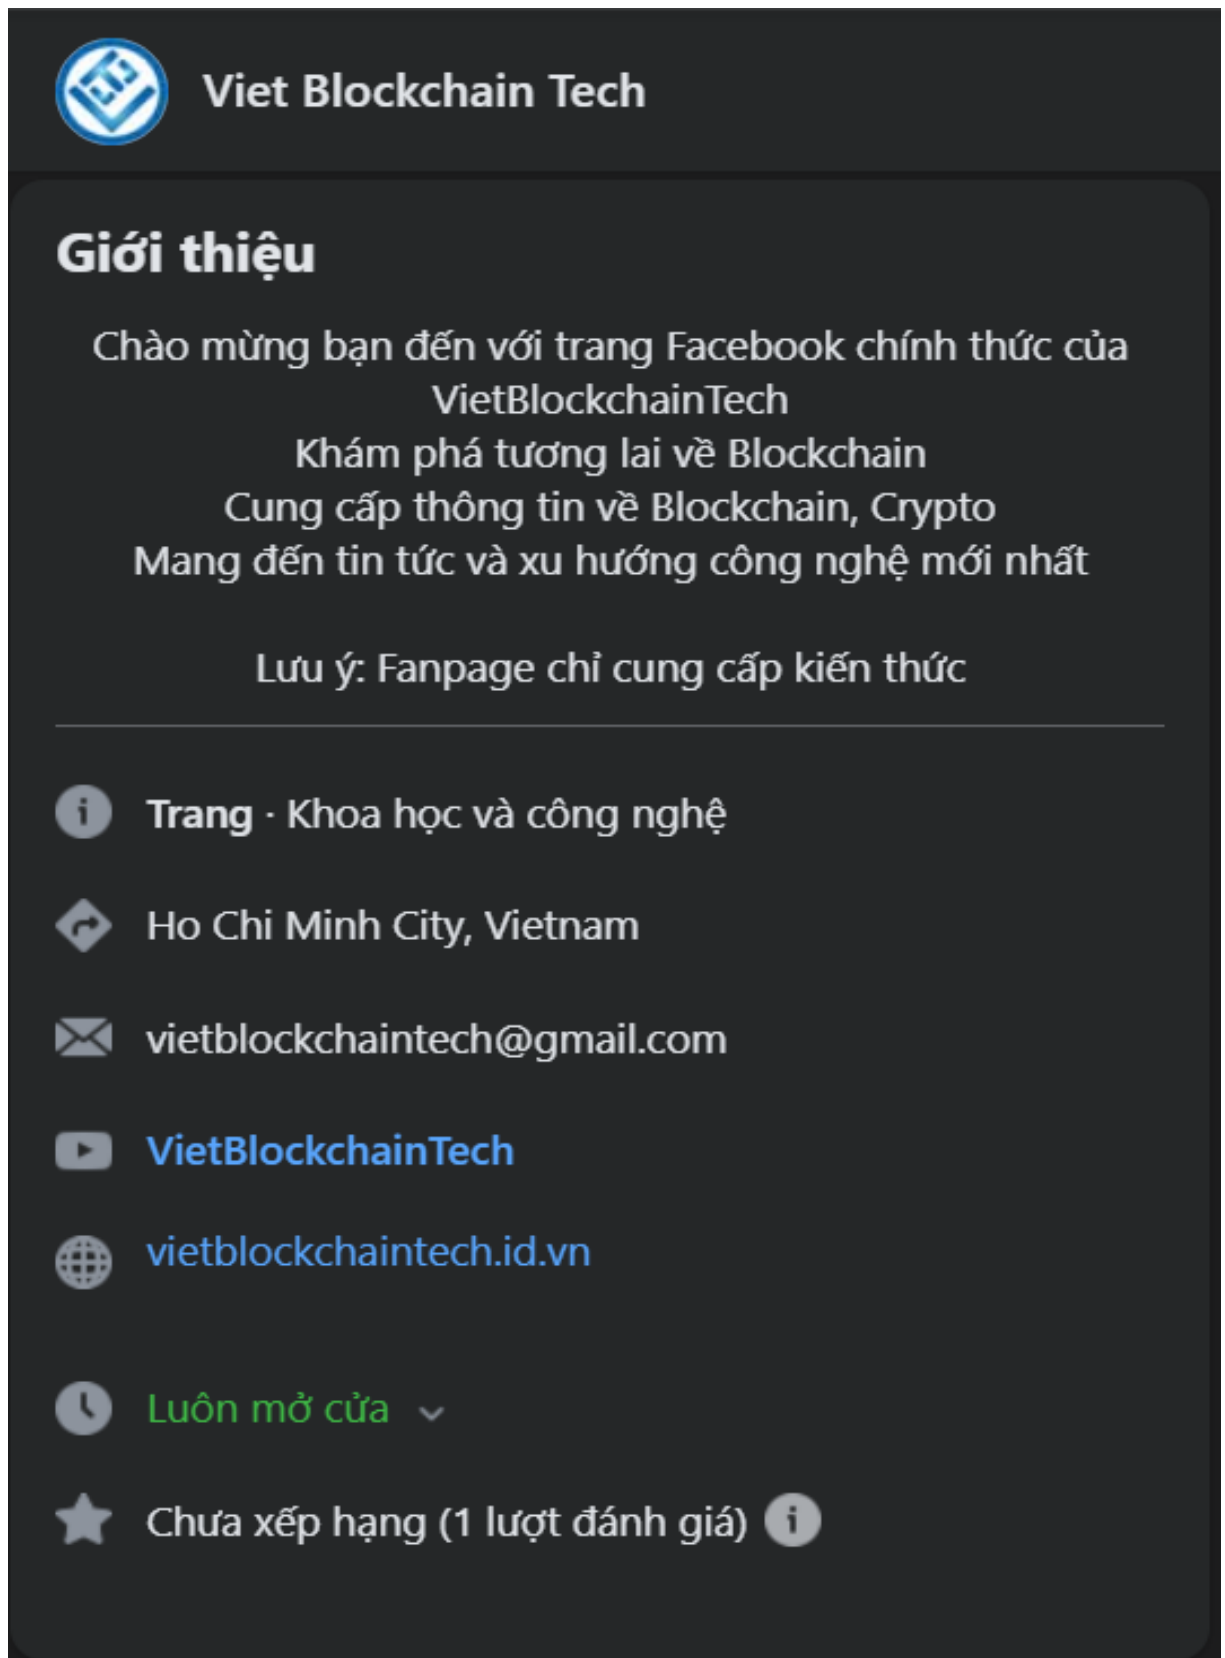 Viet Blockchain Tech
Giới thiệu
Chào mừng bạn đến với trang Facebook chính thức của
VietBlockchainTech
Khám phá tương lai về Blockchain
Cung cấp thông tin về Blockchain, Crypto
Mang đến tin tức và xu hướng công nghệ mới nhất
Lưu ý: Fanpage chỉ cung cấp kiến thức
Trang · Khoa học và công nghệ
Ho Chi Minh City, Vietnam
vietblockchaintech@gmail.com
VietBlockchainTech
vietblockchaintech.id.vn
Luôn mở cửa
Chưa xếp hạng (1 lượt đánh giá)